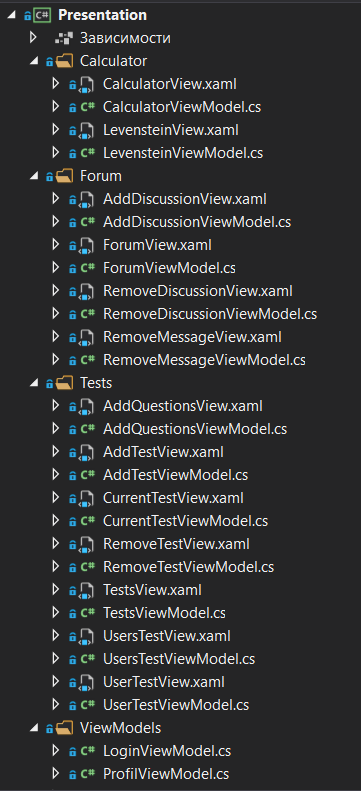 C# Presentation
Зависимости
Calculator
CalculatorView.xaml
C# CalculatorViewModel.cs
LevensteinView.xaml
C# LevensteinViewModel.cs
Forum
AddDiscussionView.xaml
C# AddDiscussionViewModel.cs
ForumView.xaml
C# ForumViewModel.cs
RemoveDiscussionView.xaml
C# RemoveDiscussionViewModel.cs
RemoveMessageView.xaml
C# RemoveMessageViewModel.cs
Tests
AddQuestionsView.xaml
C# AddQuestionsViewModel.cs
AddTestView.xaml
C# AddTestViewModel.cs
CurrentTestView.xaml
C# CurrentTestViewModel.cs
RemoveTestView.xaml
C# RemoveTestViewModel.cs
TestsView.xaml
C# TestsViewModel.cs
UsersTestView.xaml
C# UsersTestViewModel.cs
UserTestView.xaml
C# UserTestViewModel.cs
ViewModels
C# LoginViewModel.cs
C# ProfilViewModel.cs